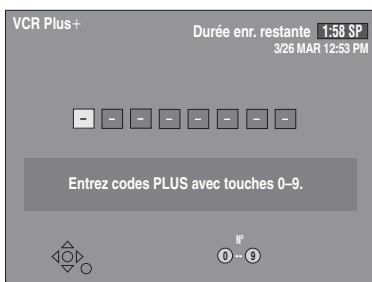 VCR Plus+
Durée enr. restante 1:58 SP
3/26 MAR 12:53 PM
– – – – – – – –
Entrez codes PLUS avec touches 0–9.
N°
0 -- 9